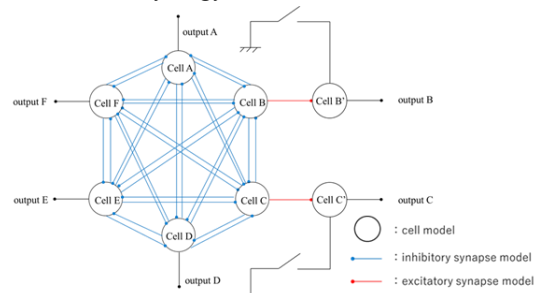 output A
Cell A
output F
Cell F
Cell B
Cell B'
output B
output E
Cell E
Cell C
Cell C'
output C
Cell D
output D
: cell model
: inhibitory synapse model
: excitatory synapse model